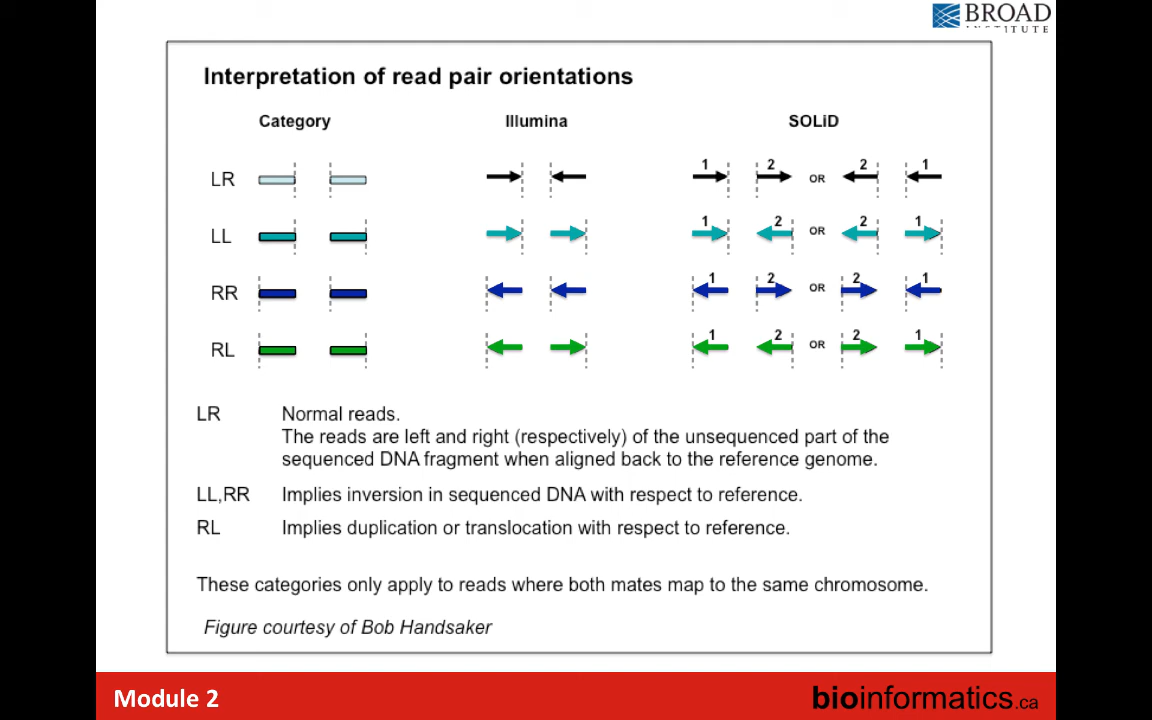 BROAD
INSTITUTE
Interpretation of read pair orientations
Category Illumina SOLiD
LR 1 2 OR 2 1
LL 1 2 OR 2 1
RR 1 2 OR 2 1
RL 1 2 OR 2 1
LR Normal reads.
The reads are left and right (respectively) of the unsequenced part of the
sequenced DNA fragment when aligned back to the reference genome.
LL,RR Implies inversion in sequenced DNA with respect to reference.
RL Implies duplication or translocation with respect to reference.
These categories only apply to reads where both mates map to the same chromosome.
Figure courtesy of Bob Handsaker
Module 2 bioinformatics.ca